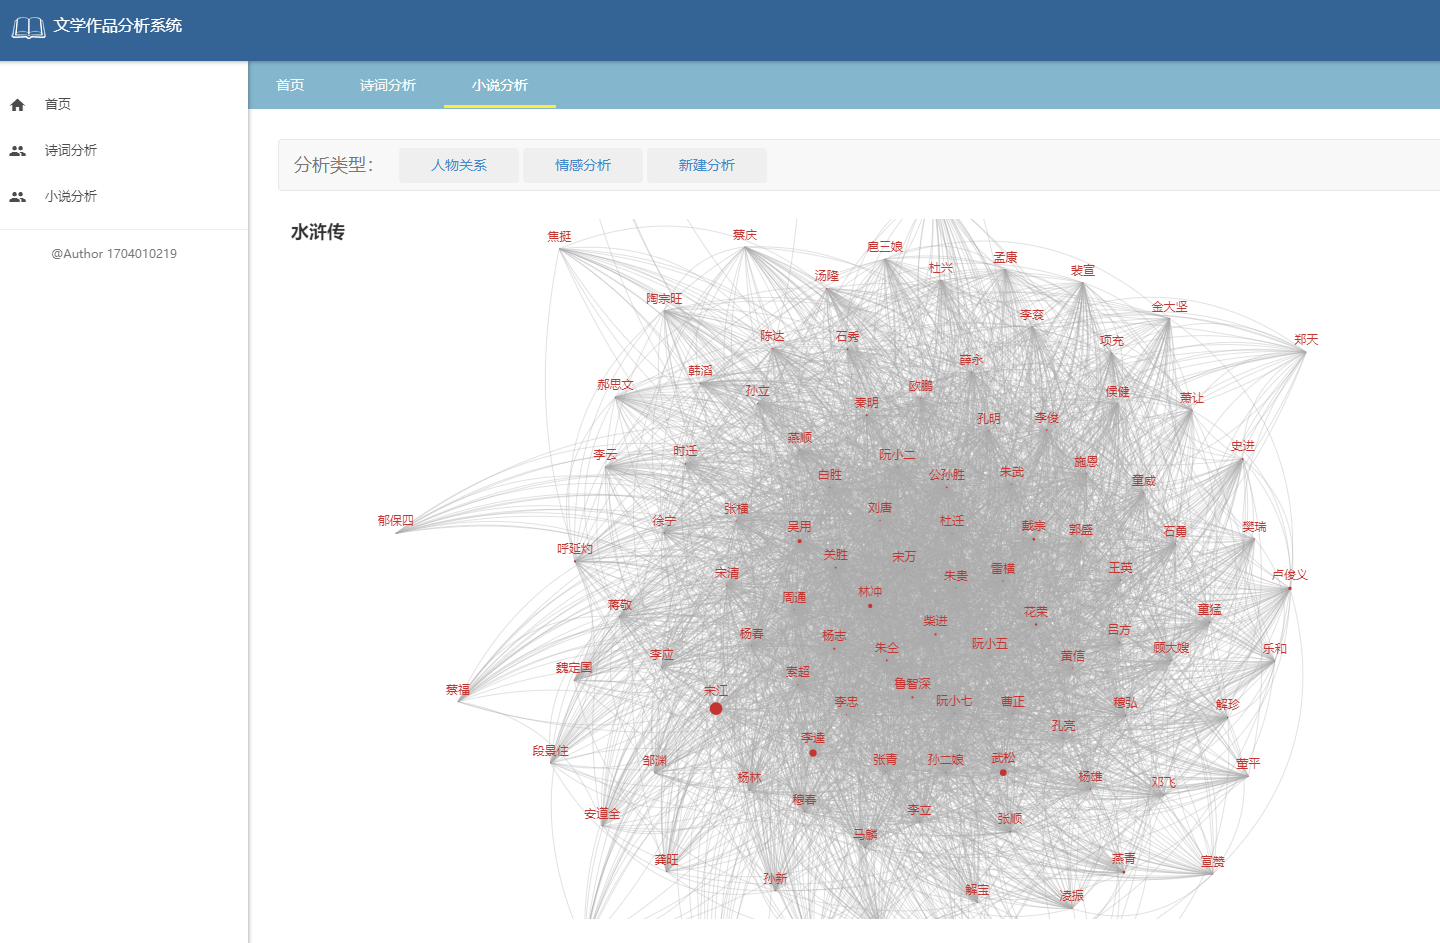 文学作品分析系统
首页
诗词分析
小说分析
首页
诗词分析
小说分析
@Author 1704010219
分析类型：
人物关系
情感分析
新建分析
水浒传
焦挺
蔡庆
扈三娘
杜兴
孟康
裴宣
汤隆
陶宗旺
金大坚
李衮
陈达
石秀
项充
郑天
薛永
韩滔
郝思文
孙立
欧鹏
侯健
萧让
秦明
孔明
李俊
燕顺
史进
时迁
李云
阮小二
施恩
白胜
公孙胜
朱武
童威
张横
刘唐
郁保四
徐宁
吴用
杜迁
戴宗
郭盛
石勇
樊瑞
呼延灼
关胜
宋万
宋清
朱贵
雷横
王英
卢俊义
林冲
周通
蒋敬
花荣
童猛
柴进
杨春
杨志
吕方
朱仝
阮小五
顾大嫂
乐和
李应
黄信
魏定国
索超
鲁智深
蔡福
宋江
李忠
阮小七
曹正
穆弘
解珍
孔亮
李逵
段景住
邹渊
张青
孙二娘
武松
董平
杨林
杨雄
邓飞
穆春
安道全
李立
张顺
马麟
龚旺
燕青
宣赞
孙新
解宝
凌振